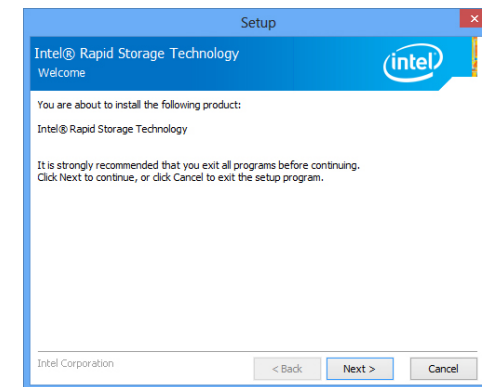 Setup
Intel® Rapid Storage Technology
Welcome
intel
You are about to install the following product:
Intel® Rapid Storage Technology
It is strongly recommended that you exit all programs before continuing.
Click Next to continue, or click Cancel to exit the setup program.
Intel Corporation
< Back Next > Cancel